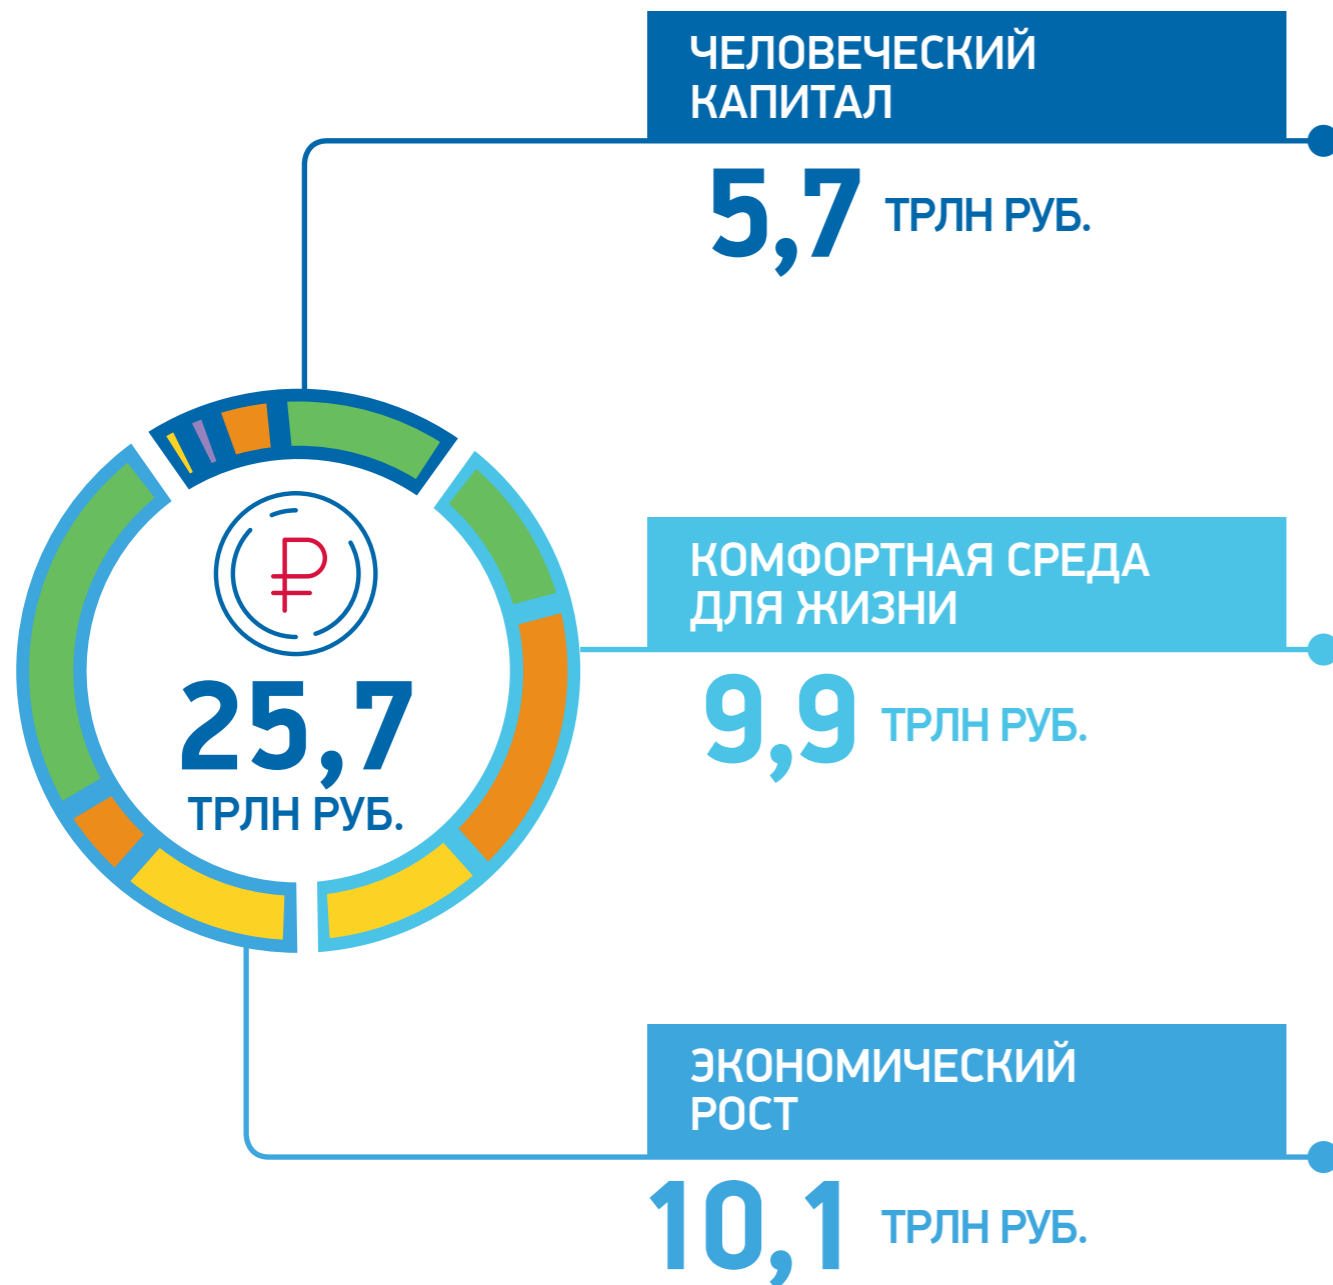 ЧЕЛОВЕЧЕСКИЙ
КАПИТАЛ
5,7 ТРЛН РУБ.
25,7
ТРЛН РУБ.
КОМФОРТНАЯ СРЕДА
ДЛЯ ЖИЗНИ
9,9 ТРЛН РУБ.
ЭКОНОМИЧЕСКИЙ
РОСТ
10,1 ТРЛН РУБ.